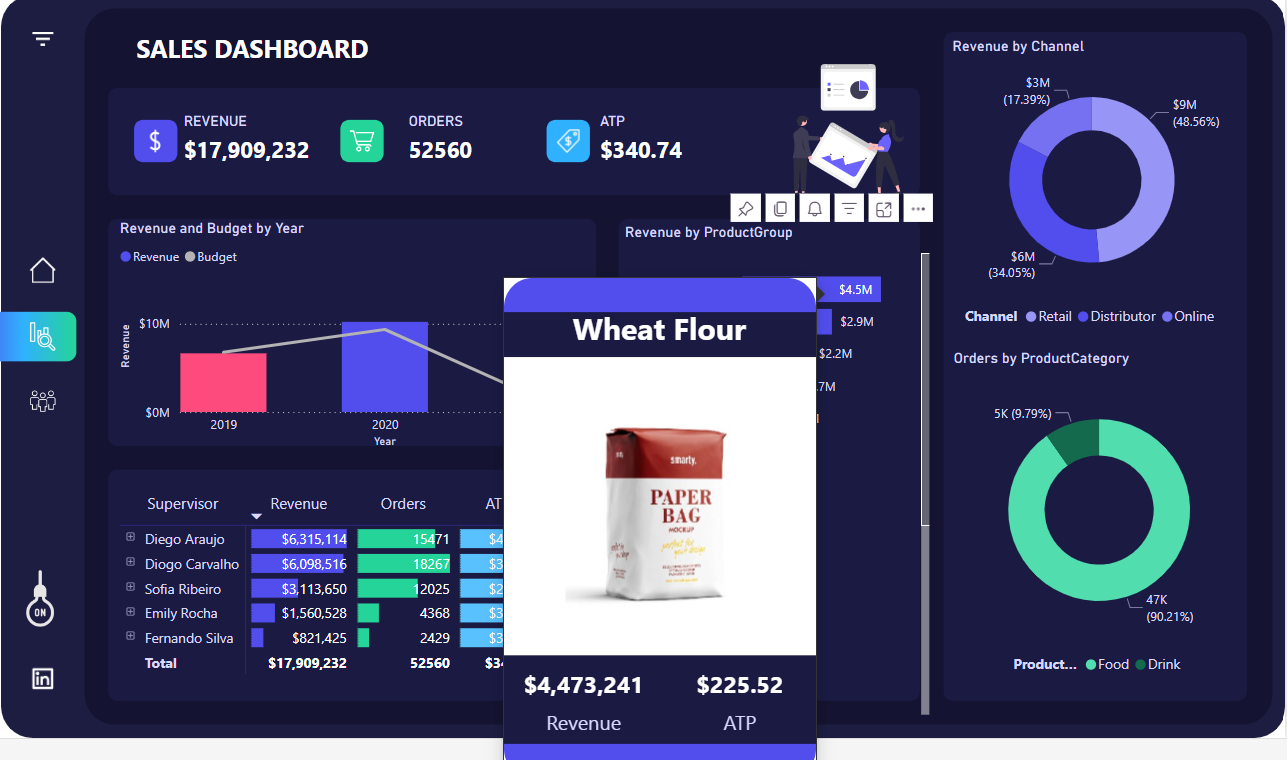 SALES DASHBOARD
REVENUE
$17,909,232
ORDERS
52560
ATP
$340.74
Revenue and Budget by Year
Revenue Budget
Revenue
$10M
$0M
2019 2020
Year
Revenue by ProductGroup
$4.5M
$2.9M
$2.2M
.7M
Wheat Flour
smarty.
PAPER
BAG
MOCKUP
perfect for
your design
$4,473,241 $225.52
Revenue ATP
Supervisor Revenue Orders AT
Diego Araujo $6,315,114 15471 $4
Diogo Carvalho $6,098,516 18267 $3
Sofia Ribeiro $3,113,650 12025 $2
Emily Rocha $1,560,528 4368 $3
Fernando Silva $821,425 2429 $3
Total $17,909,232 52560 $34
Revenue by Channel
$3M
(17.39%)
$9M
(48.56%)
$6M
(34.05%)
Channel Retail Distributor Online
Orders by ProductCategory
5K (9.79%)
47K
(90.21%)
Product... Food Drink
ON
in